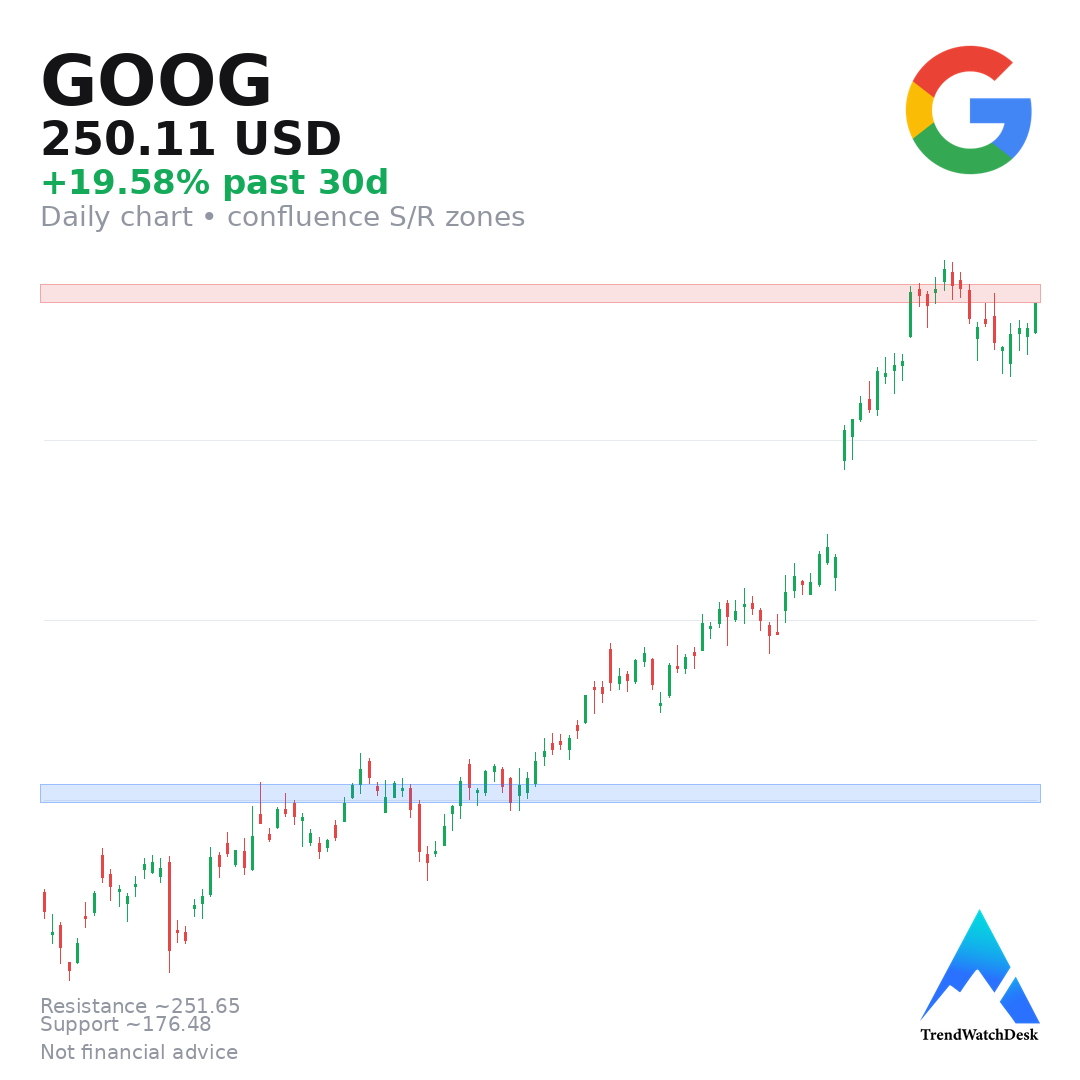 GOOG
250.11 USD
+19.58% past 30d
Daily chart • confluence S/R zones
Resistance ~251.65
Support ~176.48
Not financial advice
TrendWatchDesk